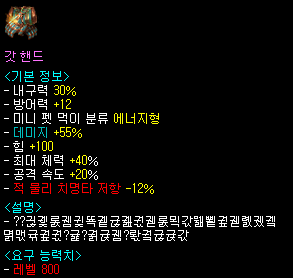 갓 핸드
<기본 정보>
- 내구력 30%
- 방어력 +12
- 미니 펫 먹이 분류 에너지형
- 데미지 +55%
- 힘 +100
- 최대 체력 +40%
- 공격 속도 +20%
- 적 물리 치명타 저항 -12%
<설명>
<요구 능력치>
- 레벨 800